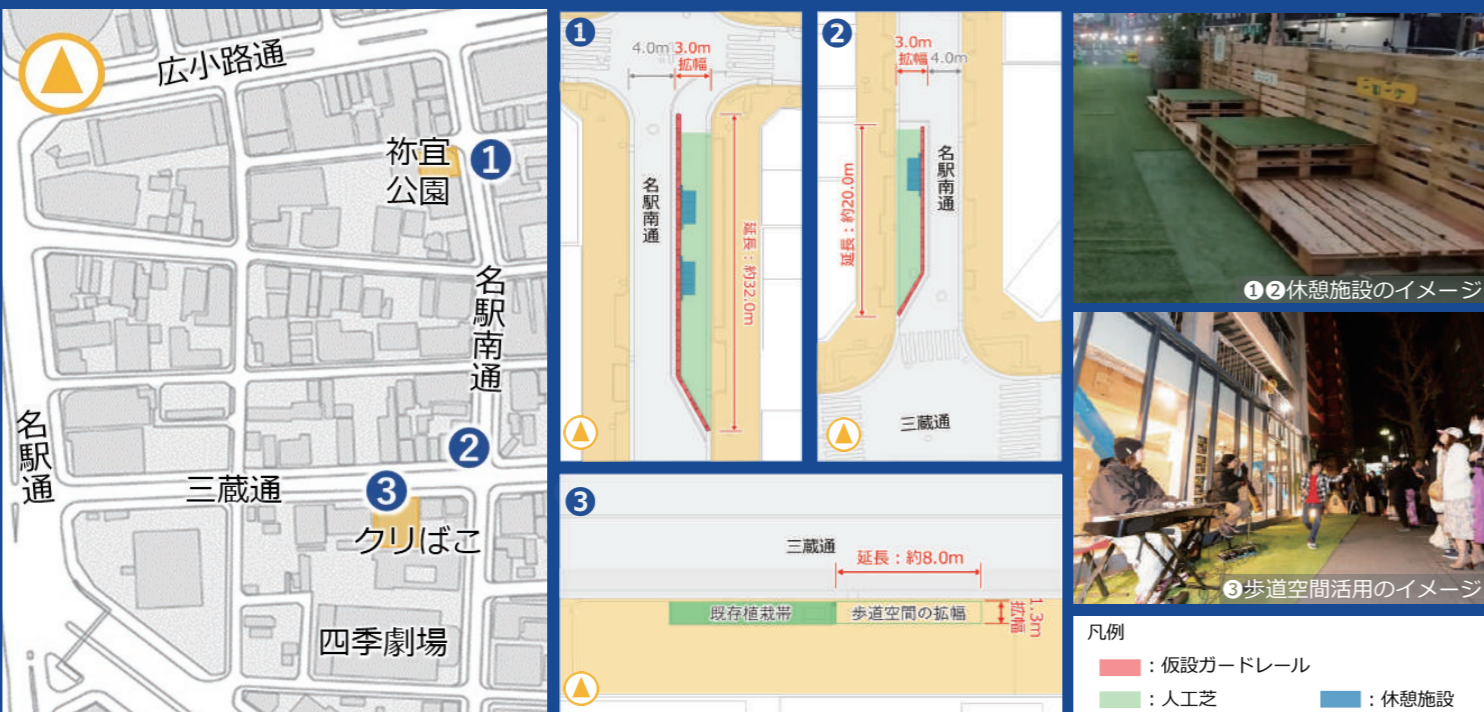 広小路通
祢宜
公園
❶
名駅南通
❷
名駅通
三蔵通
❸
クリばこ
四季劇場
❶
4.0m
3.0m
拡幅
名駅南通
延長：約32.0m
❷
3.0m
拡幅
4.0m
名駅南通
延長：約20.0m
三蔵通
❸
三蔵通
延長：約8.0m
既存植栽帯
歩道空間の拡幅
1.3m
拡幅
❶❷休憩施設のイメージ
❸歩道空間活用のイメージ
凡例
：仮設ガードレール
：人工芝
：休憩施設